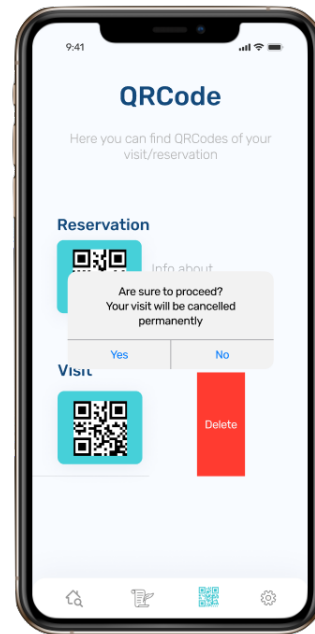 9:41
QRCode
Here you can find QRCodes of your
visit/reservation
Reservation
Info about
Are sure to proceed?
Your visit will be cancelled
permanently
Yes
No
Visit
Delete